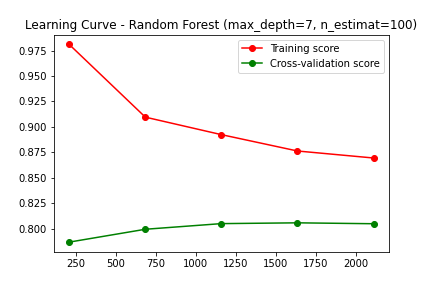 Learning Curve - Random Forest (max_depth=7, n_estimat=100)
Training score
Cross-validation score
0.975
0.950
0.925
0.900
0.875
0.850
0.825
0.800
250 500 750 1000 1250 1500 1750 2000